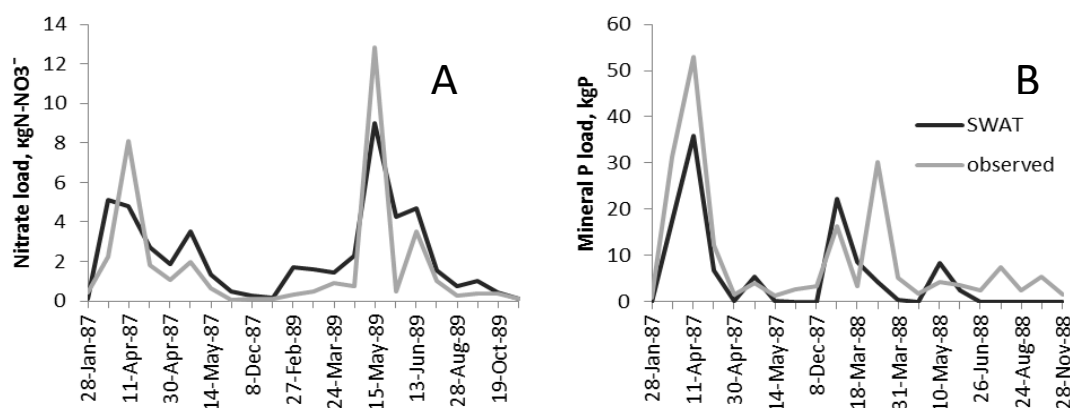 Nitrate load, кgN-NO3⁻
14
12
10
8
6
4
2
0
A
28-Jan-87
11-Apr-87
30-Apr-87
14-May-87
8-Dec-87
27-Feb-89
24-Mar-89
15-May-89
13-Jun-89
28-Aug-89
19-Oct-89
Mineral P load, kgP
60
50
40
30
20
10
0
B
SWAT
observed
28-Jan-87
11-Apr-87
30-Apr-87
14-May-87
8-Dec-87
18-Mar-88
31-Mar-88
10-May-88
26-Jun-88
24-Aug-88
28-Nov-88